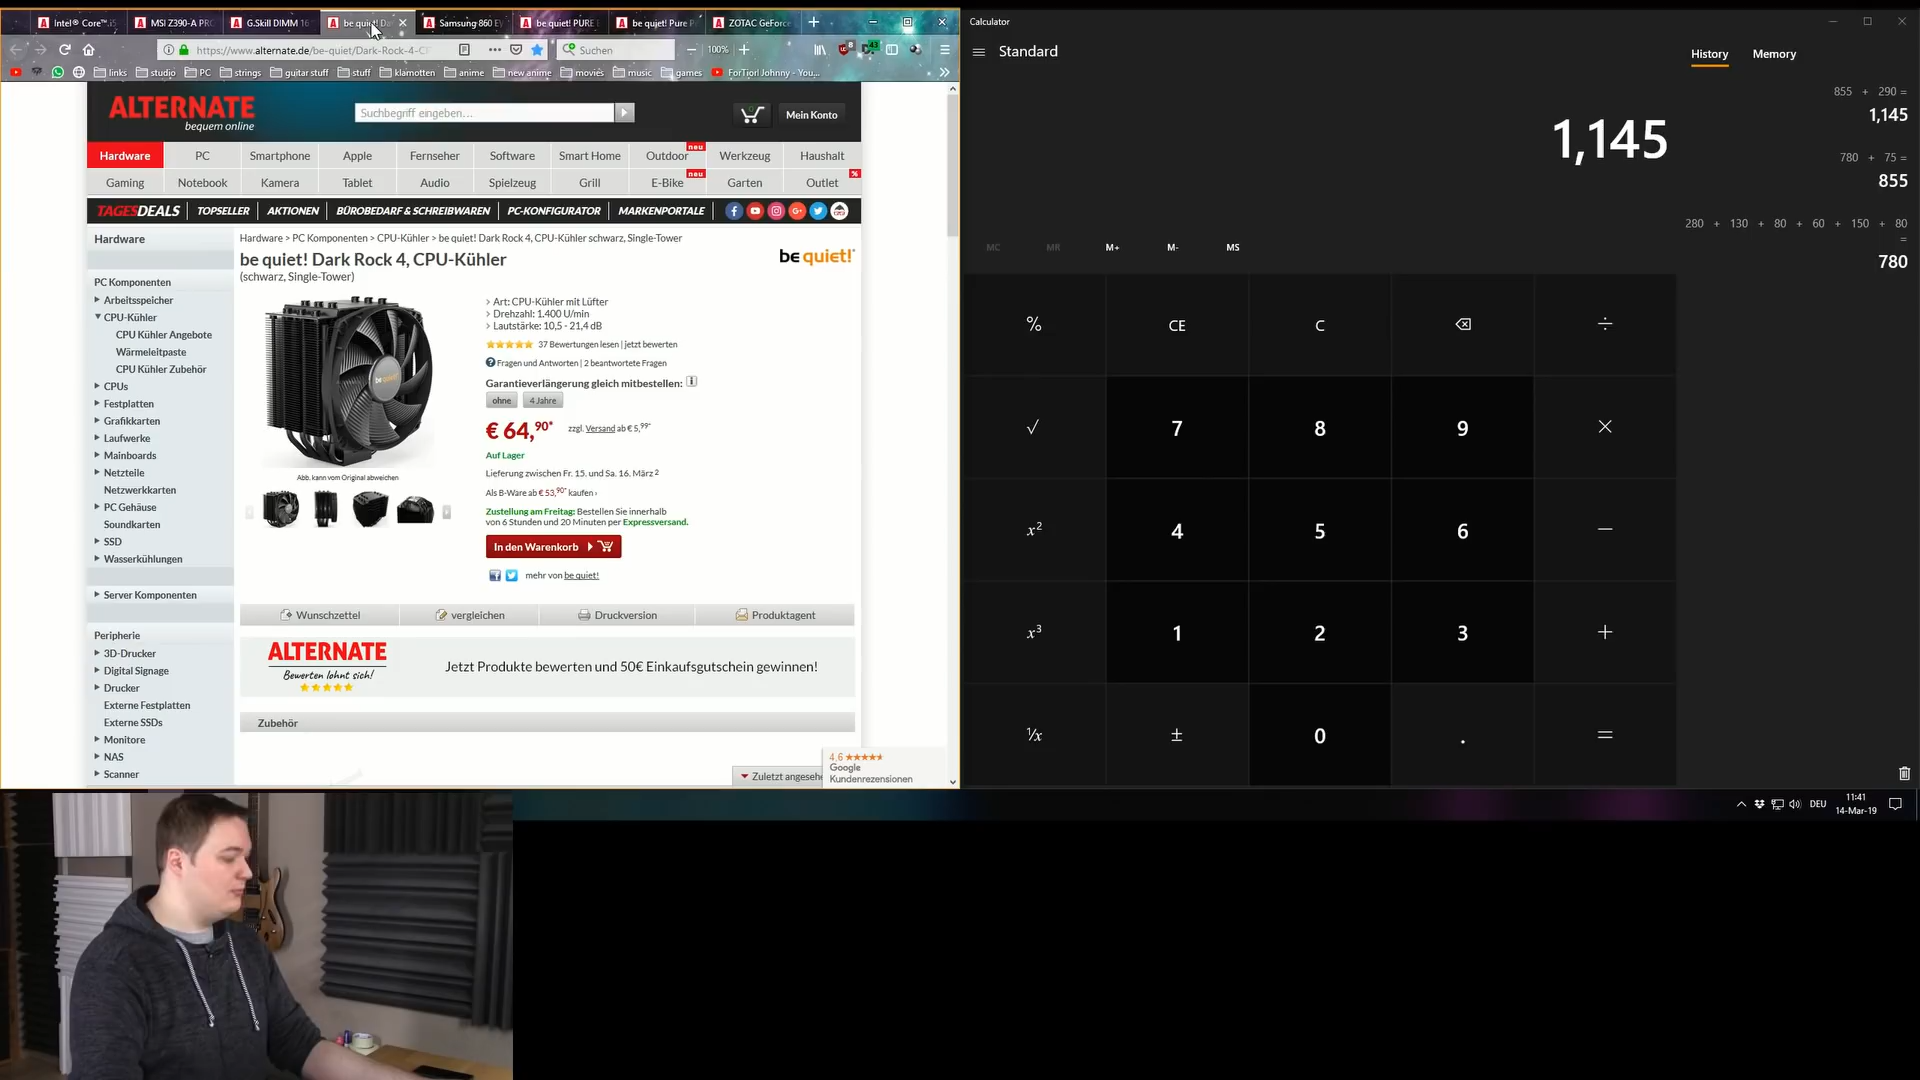 Intel® Core™ i5
MSI Z390-A PR
G.Skill DIMM 16
be quiet! Da
Samsung 860 E
be quiet! PURE
be quiet! Pure P
ZOTAC GeForce
https://www.alternate.de/be-quiet/Dark-Rock-4-C
100%
Suchen
links
studio
PC
strings
guitar stuff
stuff
klamotten
anime
new anime
movies
music
games
ForTiorI Johnny - You...
ALTERNATE
bequem online
Suchbegriff eingeben...
Mein Konto
Hardware
PC
Smartphone
Apple
Fernseher
Software
Smart Home
Outdoor
neu
Werkzeug
Haushalt
Gaming
Notebook
Kamera
Tablet
Audio
Spielzeug
Grill
E-Bike
neu
Garten
Outlet
%
TAGESDEALS
TOPSELLER
AKTIONEN
BÜROBEDARF & SCHREIBWAREN
PC-KONFIGURATOR
MARKENPORTALE
Hardware
PC Komponenten
Arbeitsspeicher
CPU-Kühler
CPU Kühler Angebote
Wärmeleitpaste
CPU Kühler Zubehör
CPUs
Festplatten
Grafikkarten
Laufwerke
Mainboards
Netzteile
Netzwerkkarten
PC Gehäuse
Soundkarten
SSD
Wasserkühlungen
Server Komponenten
Peripherie
3D-Drucker
Digital Signage
Drucker
Externe Festplatten
Externe SSDs
Monitore
NAS
Scanner
Hardware > PC Komponenten > CPU-Kühler > be quiet! Dark Rock 4, CPU-Kühler schwarz, Single-Tower
be quiet! Dark Rock 4, CPU-Kühler
(schwarz, Single-Tower)
be quiet!
be quiet!
> Art: CPU-Kühler mit Lüfter
> Drehzahl: 1.400 U/min
> Lautstärke: 10,5 - 21,4 dB
37 Bewertungen lesen | jetzt bewerten
Fragen und Antworten | 2 beantwortete Fragen
Garantieverlängerung gleich mitbestellen:
ohne
4 Jahre
€ 64,90*
zzgl. Versand ab € 5,99*
Auf Lager
Lieferung zwischen Fr. 15. und Sa. 16. März 2
Als B-Ware ab € 53,90* kaufen ›
Zustellung am Freitag: Bestellen Sie innerhalb
von 6 Stunden und 20 Minuten per Expressversand.
In den Warenkorb
mehr von be quiet!
Abb. kann vom Original abweichen
Wunschzettel
vergleichen
Druckversion
Produktagent
ALTERNATE
Bewerten lohnt sich!
Jetzt Produkte bewerten und 50€ Einkaufsgutschein gewinnen!
Zubehör
Zuletzt angesehe
4.6
Google
Kundenrezensionen
Calculator
Standard
1,145
MC
MR
M+
M-
MS
%
CE
C
÷
√
7
8
9
×
x²
4
5
6
−
x³
1
2
3
+
¹/x
±
0
.
=
History
Memory
855 + 290 =
1,145
780 + 75 =
855
280 + 130 + 80 + 60 + 150 + 80
=
780
DEU
11:41
14-Mar-19